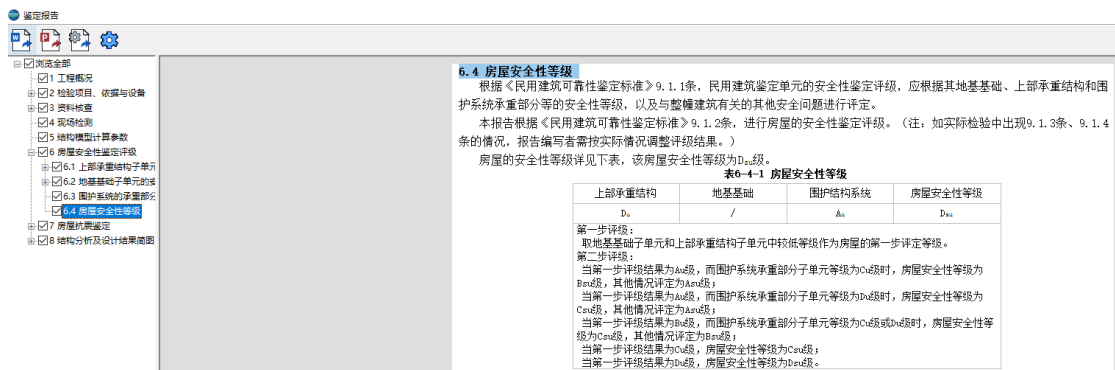 鉴定报告
浏览全部
1 工程概况
2 检验项目、依据与设备
3 资料核查
4 现场检测
5 结构模型计算参数
6 房屋安全性鉴定评级
6.1 上部承重结构子单元
6.2 地基基础子单元的安
6.3 围护系统的承重部分
6.4 房屋安全性等级
7 房屋抗震鉴定
8 结构分析及设计结果简图
6.4 房屋安全性等级
根据《民用建筑可靠性鉴定标准》9.1.1条，民用建筑鉴定单元的安全性鉴定评级，应根据其地基基础、上部承重结构和围
护系统承重部分等的安全性等级，以及与整幢建筑有关的其他安全问题进行评定。
本报告根据《民用建筑可靠性鉴定标准》9.1.2条，进行房屋的安全性鉴定评级。（注：如实际检验中出现9.1.3条、9.1.4
条的情况，报告编写者需按实际情况调整评级结果。）
房屋的安全性等级详见下表，该房屋安全性等级为Dsu级。
表6-4-1 房屋安全性等级
上部承重结构 地基基础 围护结构系统 房屋安全性等级
Du / Au Dsu
第一步评级：
取地基基础子单元和上部承重结构子单元中较低等级作为房屋的第一步评定等级。
第二步评级：
当第一步评级结果为Au级，而围护系统承重部分子单元等级为Cu级时，房屋安全性等级为
Bsu级，其他情况评定为Asu级；
当第一步评级结果为Au级，而围护系统承重部分子单元等级为Du级时，房屋安全性等级为
Csu级，其他情况评定为Asu级；
当第一步评级结果为Bu级，而围护系统承重部分子单元等级为Cu级或Du级时，房屋安全性等
级为Csu级，其他情况评定为Bsu级；
当第一步评级结果为Cu级，房屋安全性等级为Csu级；
当第一步评级结果为Du级，房屋安全性等级为Dsu级。